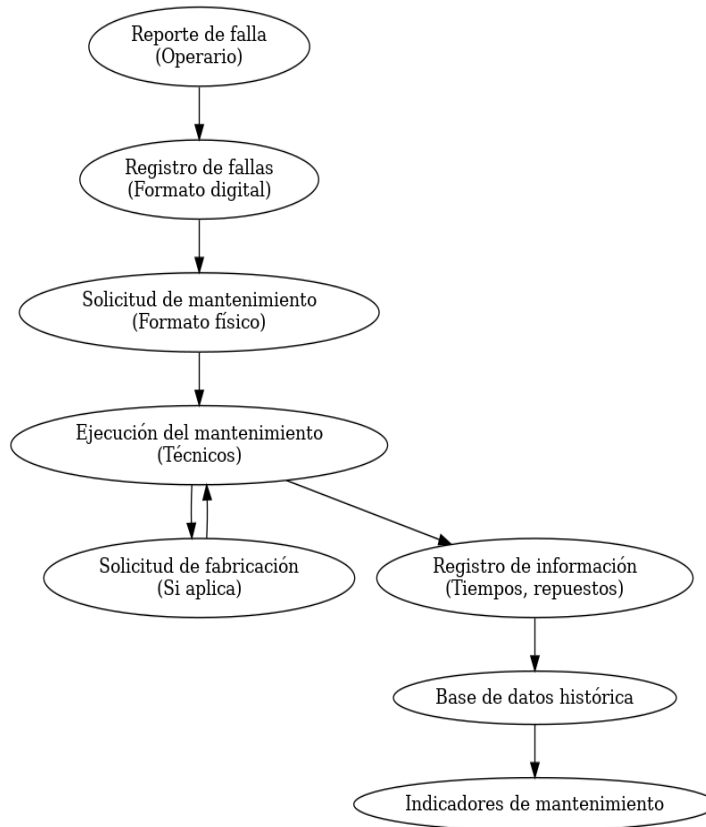 Reporte de falla
(Operario)
Registro de fallas
(Formato digital)
Solicitud de mantenimiento
(Formato físico)
Ejecución del mantenimiento
(Técnicos)
Solicitud de fabricación
(Si aplica)
Registro de información
(Tiempos, repuestos)
Base de datos histórica
Indicadores de mantenimiento